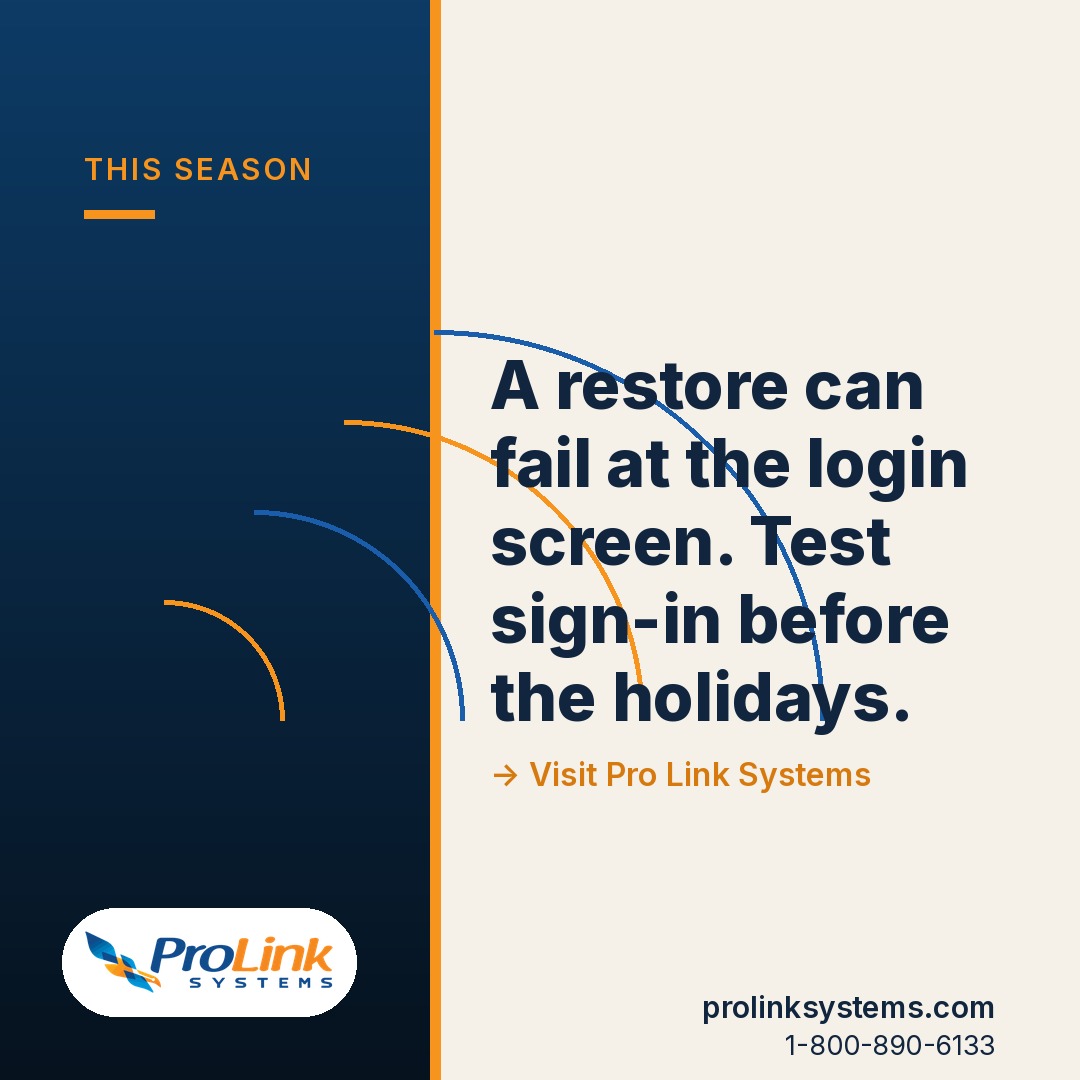 THIS SEASON
A restore can
fail at the login
screen. Test
sign-in before
the holidays.
→ Visit Pro Link Systems
ProLink
SYSTEMS
prolinksystems.com
1-800-890-6133